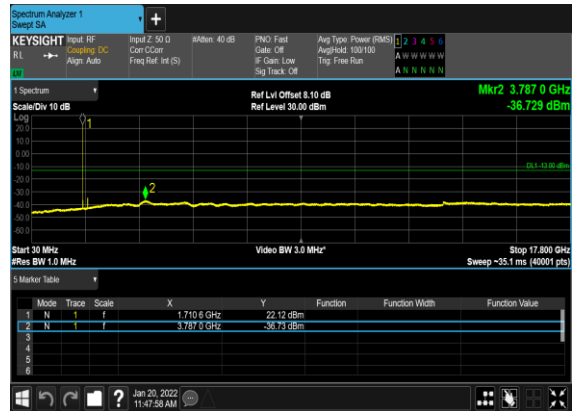 Spectrum Analyzer 1
Swept SA
KEYSIGHT Input: RF Input Z: 50 Ω #Atten: 40 dB PNO: Fast Avg Type: Power (RMS) 1 2 3 4 5 6
RL Coupling: DC Corr CCorr Gate: Off Avg|Hold: 100/100 A W W W W W
Align: Auto Freq Ref: Int (S) IF Gain: Low Trig: Free Run
Sig Track: Off A N N N N N
1 Spectrum Ref Lvl Offset 8.10 dB Mkr2 3.787 0 GHz
Scale/Div 10 dB Ref Level 30.00 dBm -36.729 dBm
Log
1
20.0
10.0
0.00
-10.0
DL1 -13.00 dBm
-20.0
-30.0
2
-40.0
-50.0
-60.0
Start 30 MHz Video BW 3.0 MHz* Stop 17.800 GHz
#Res BW 1.0 MHz Sweep ~35.1 ms (40001 pts)
5 Marker Table
Mode Trace Scale X Y Function Function Width Function Value
1 N 1 f 1.710 6 GHz 22.12 dBm
2 N 1 f 3.787 0 GHz -36.73 dBm
3
4
5
6
Jan 20, 2022
11:47:58 AM